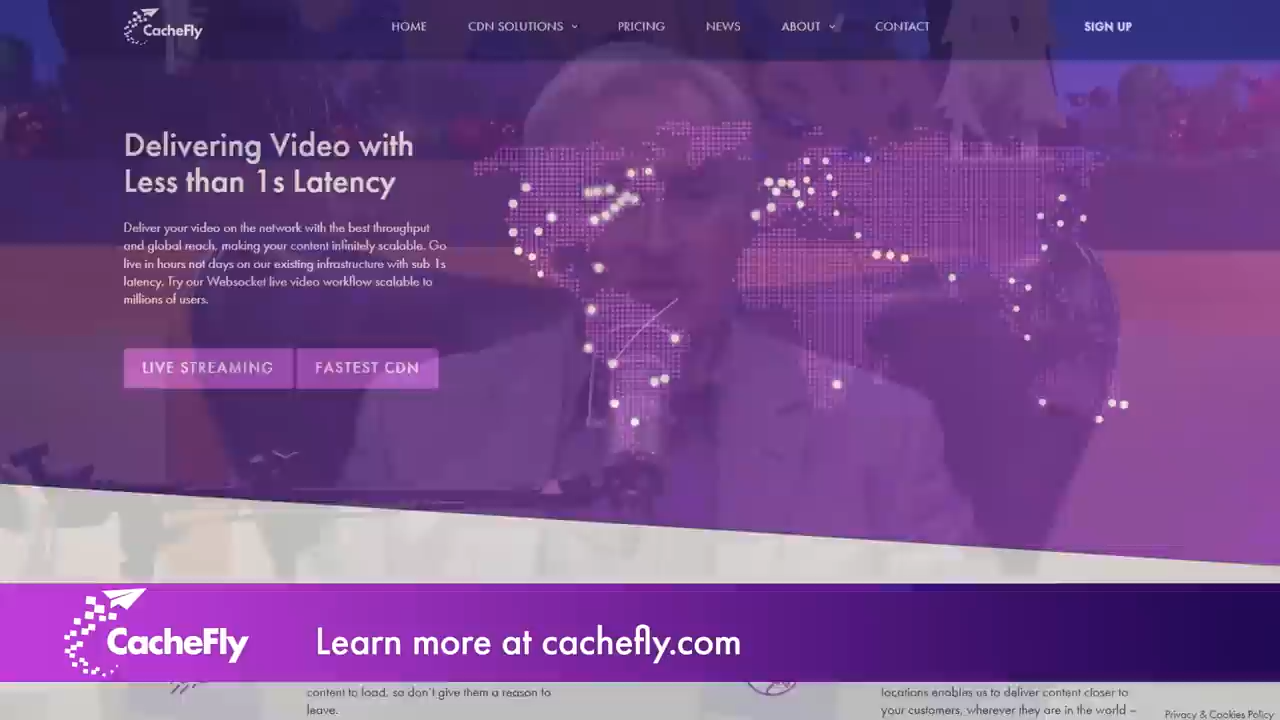 CacheFly
HOME
CDN SOLUTIONS
PRICING
NEWS
ABOUT
CONTACT
SIGN UP
Delivering Video with
Less than 1s Latency
Deliver your video on the network with the best throughput
and global reach, making your content infinitely scalable. Go
live in hours not days on our existing infrastructure with sub 1s
latency. Try our Websocket live video workflow scalable to
millions of users.
LIVE STREAMING
FASTEST CDN
CacheFly
Learn more at cachefly.com
content to load, so don't give them a reason to
leave.
locations enables us to deliver content closer to
your customers, wherever they are in the world –
Privacy & Cookies Policy